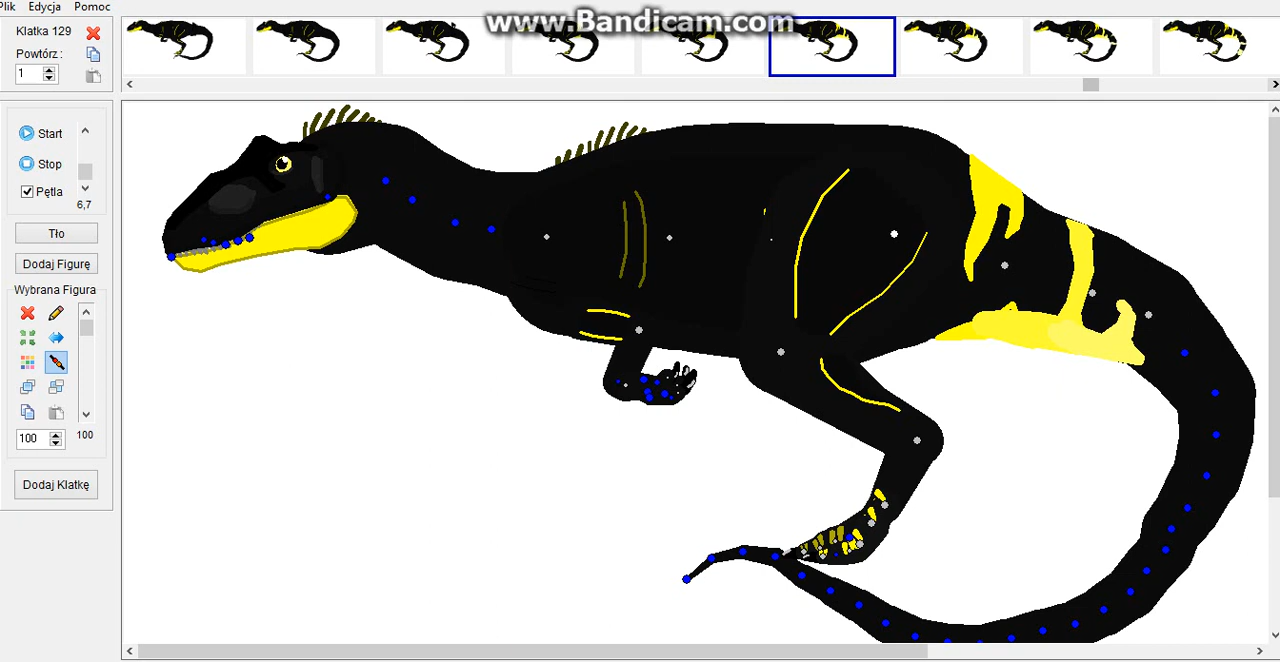 Plik Edycja Pomoc
www.Bandicam.com
Klatka 129
Powtórz :
1
Start
Stop
Pętla
6,7
Tło
Dodaj Figurę
Wybrana Figura
100 100
Dodaj Klatkę